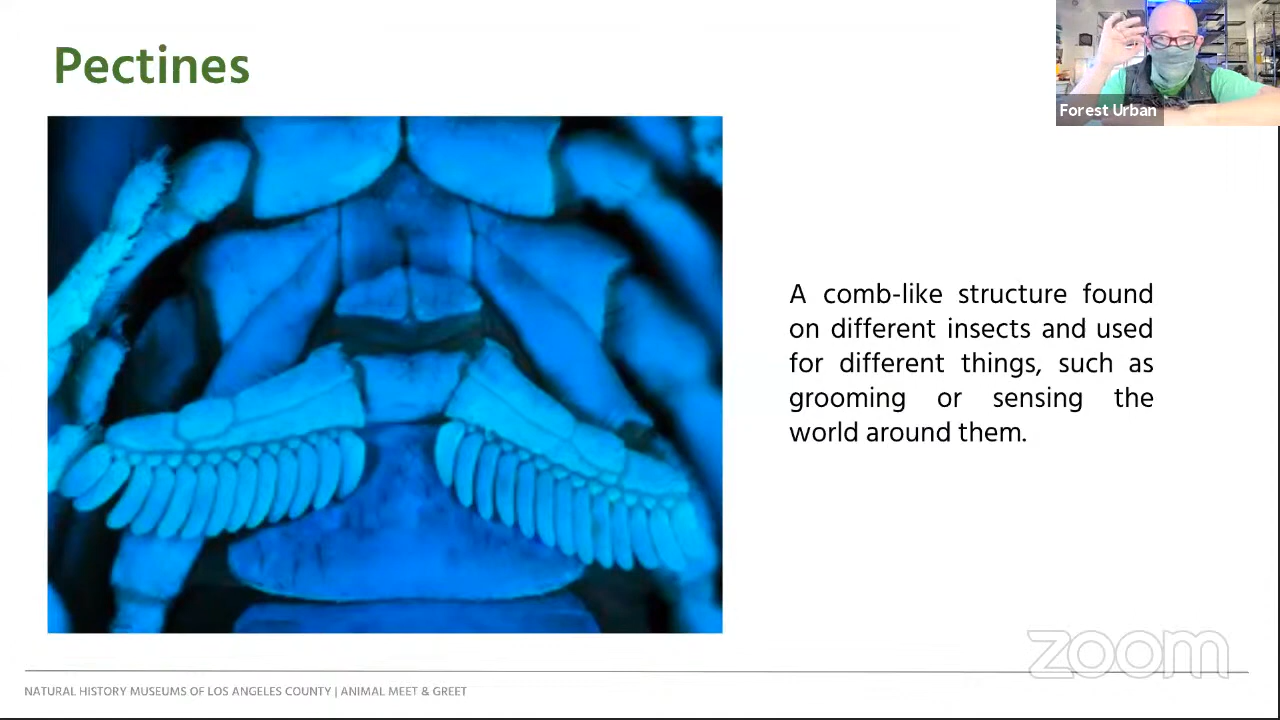 Pectines
Forest Urban
A comb-like structure found
on different insects and used
for different things, such as
grooming or sensing the
world around them.
zoom
NATURAL HISTORY MUSEUMS OF LOS ANGELES COUNTY | ANIMAL MEET & GREET